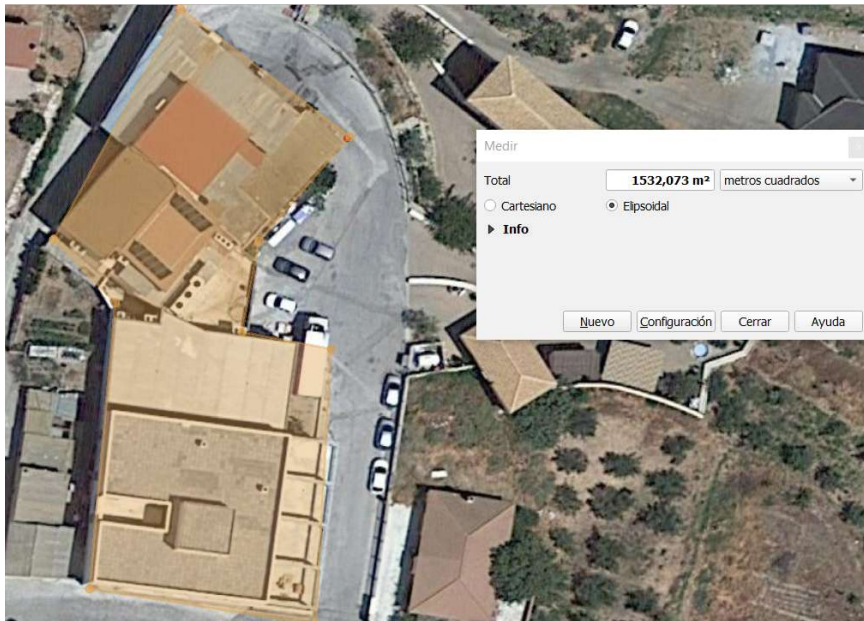 Medir
Total 1532,073 m² metros cuadrados
Cartesiano Elipsoidal
Info
Nuevo Configuración Cerrar Ayuda